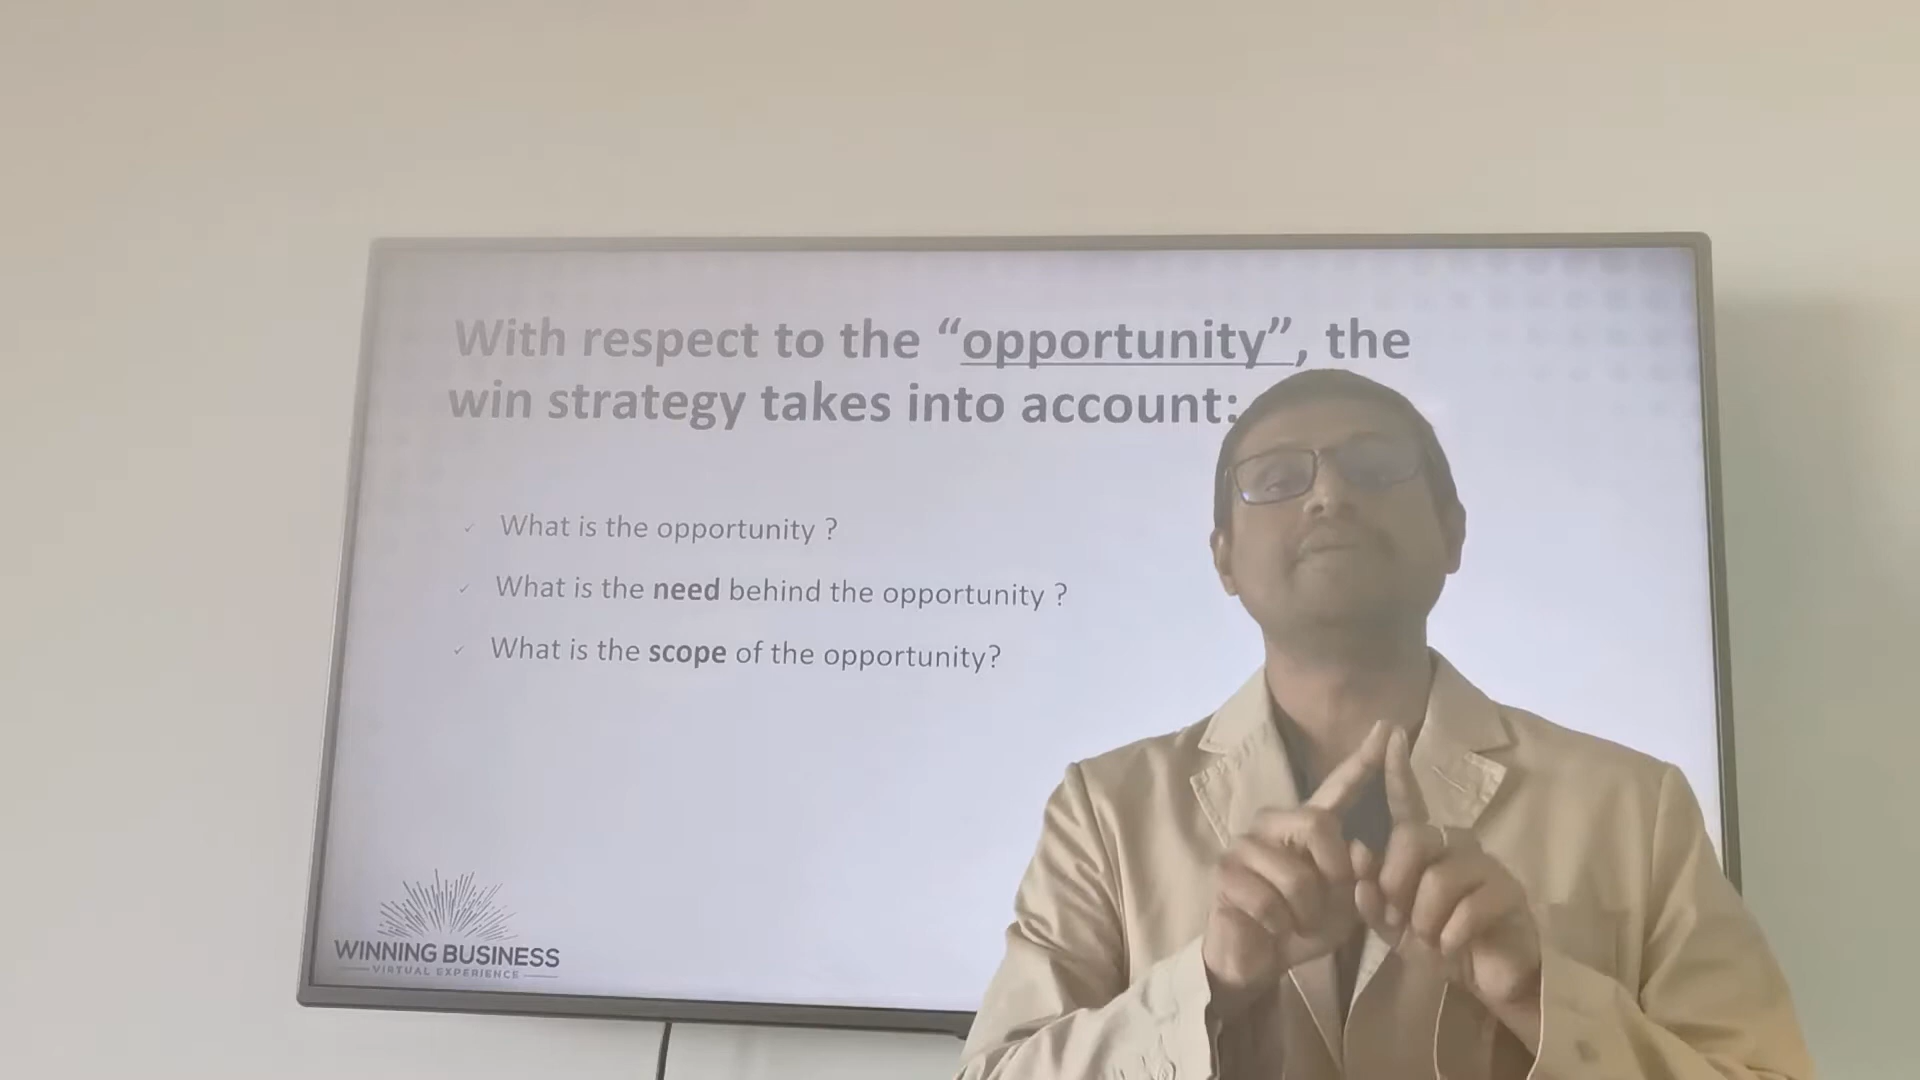 With respect to the “opportunity”, the
win strategy takes into account:
✓ What is the opportunity ?
✓ What is the need behind the opportunity ?
✓ What is the scope of the opportunity?
WINNING BUSINESS
VIRTUAL EXPERIENCE